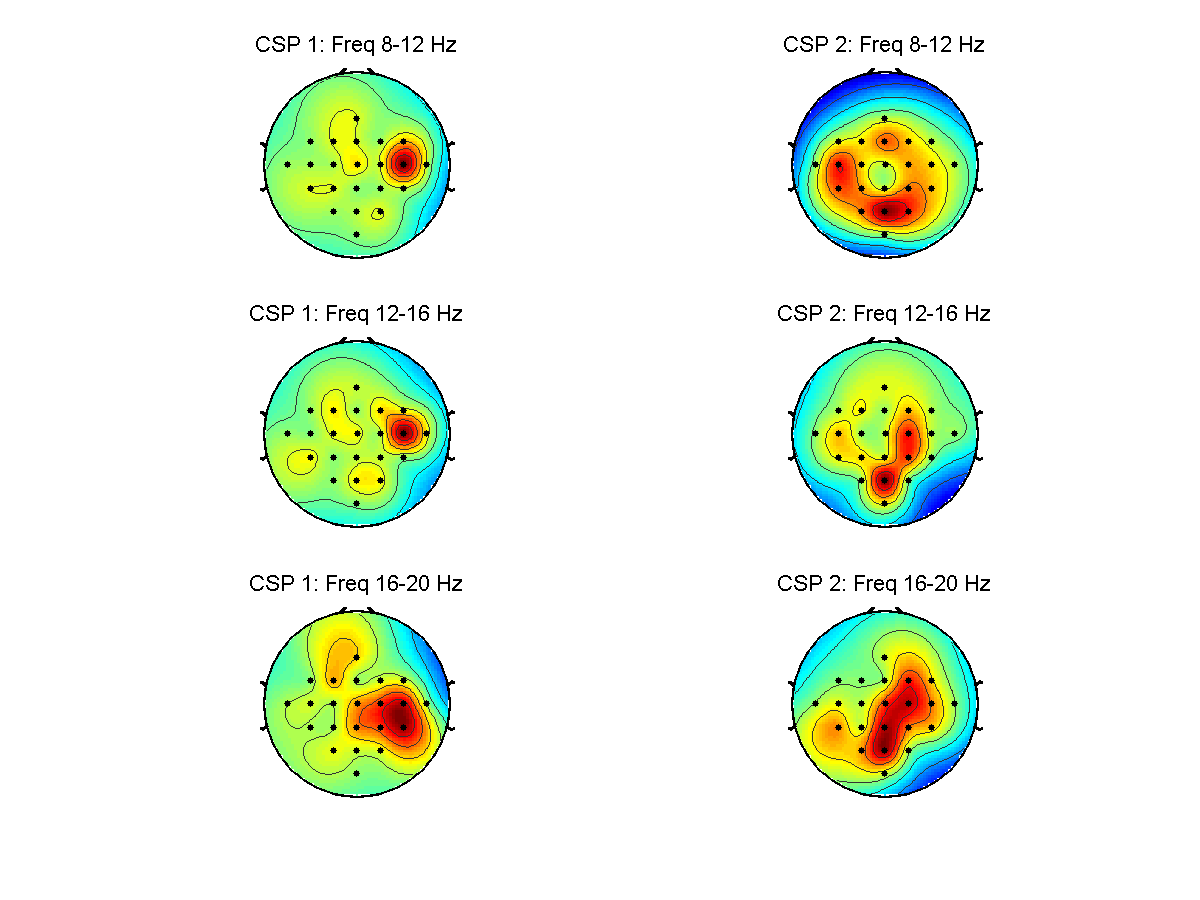 CSP 1: Freq 8-12 Hz
CSP 2: Freq 8-12 Hz
CSP 1: Freq 12-16 Hz
CSP 2: Freq 12-16 Hz
CSP 1: Freq 16-20 Hz
CSP 2: Freq 16-20 Hz